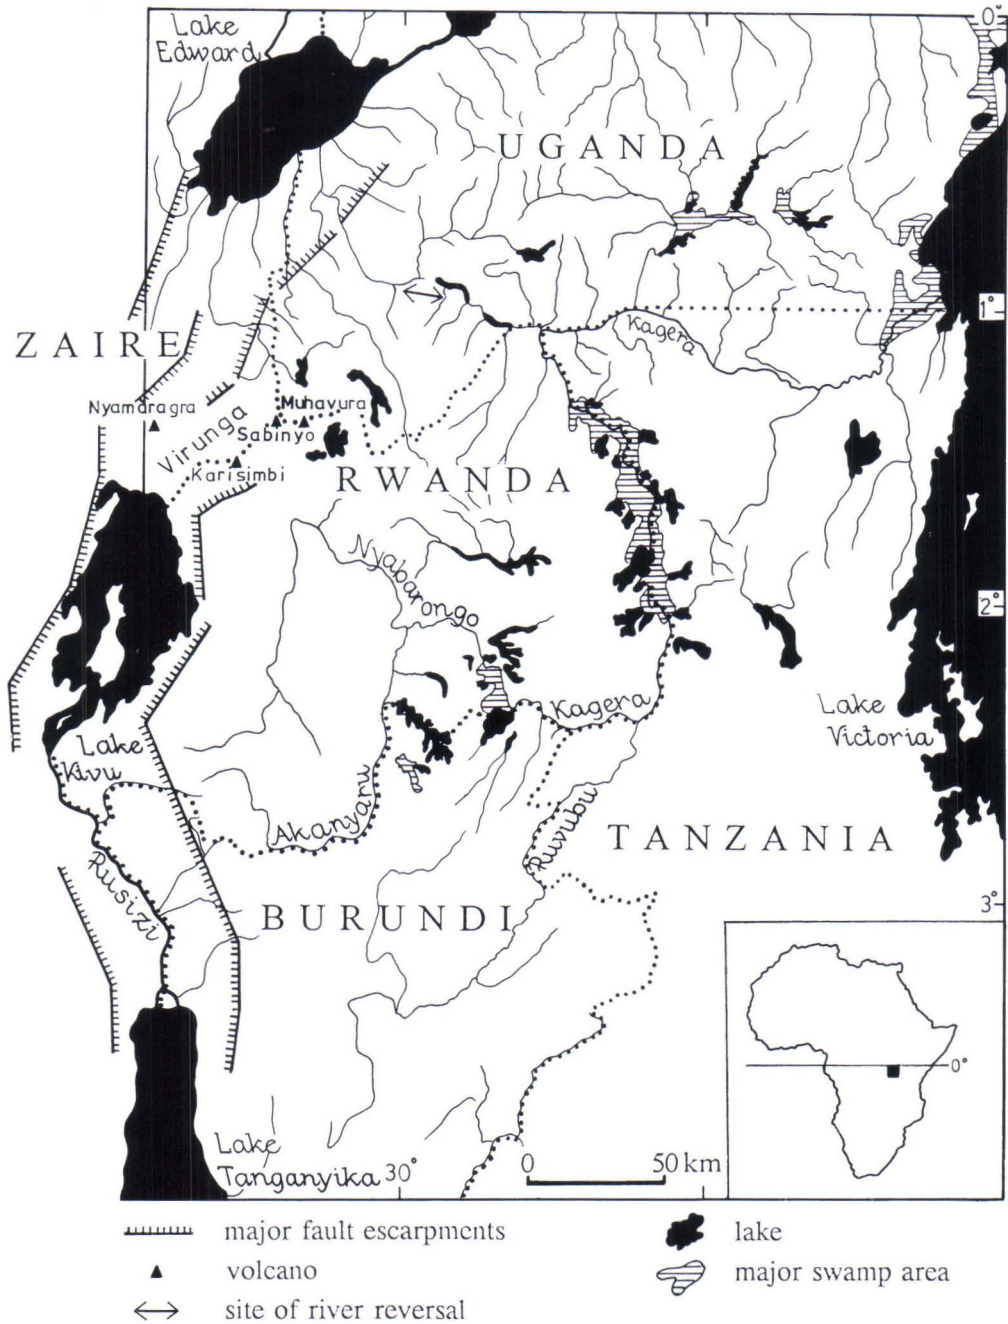 Lake
Edward
0°
UGANDA
1°
Kagera
ZAIRE
Nyamaragra
Muhavura
Virunga
Sabinyo
Karisimbi
RWANDA
Nyabarongo
2°
Kagera
Lake
Victoria
Lake
Kivu
Akanyaru
Ruvubu
TANZANIA
Rusizi
BURUNDI
3°
0°
Lake
Tanganyika
30°
0 50 km
major fault escarpments
lake
volcano
major swamp area
site of river reversal